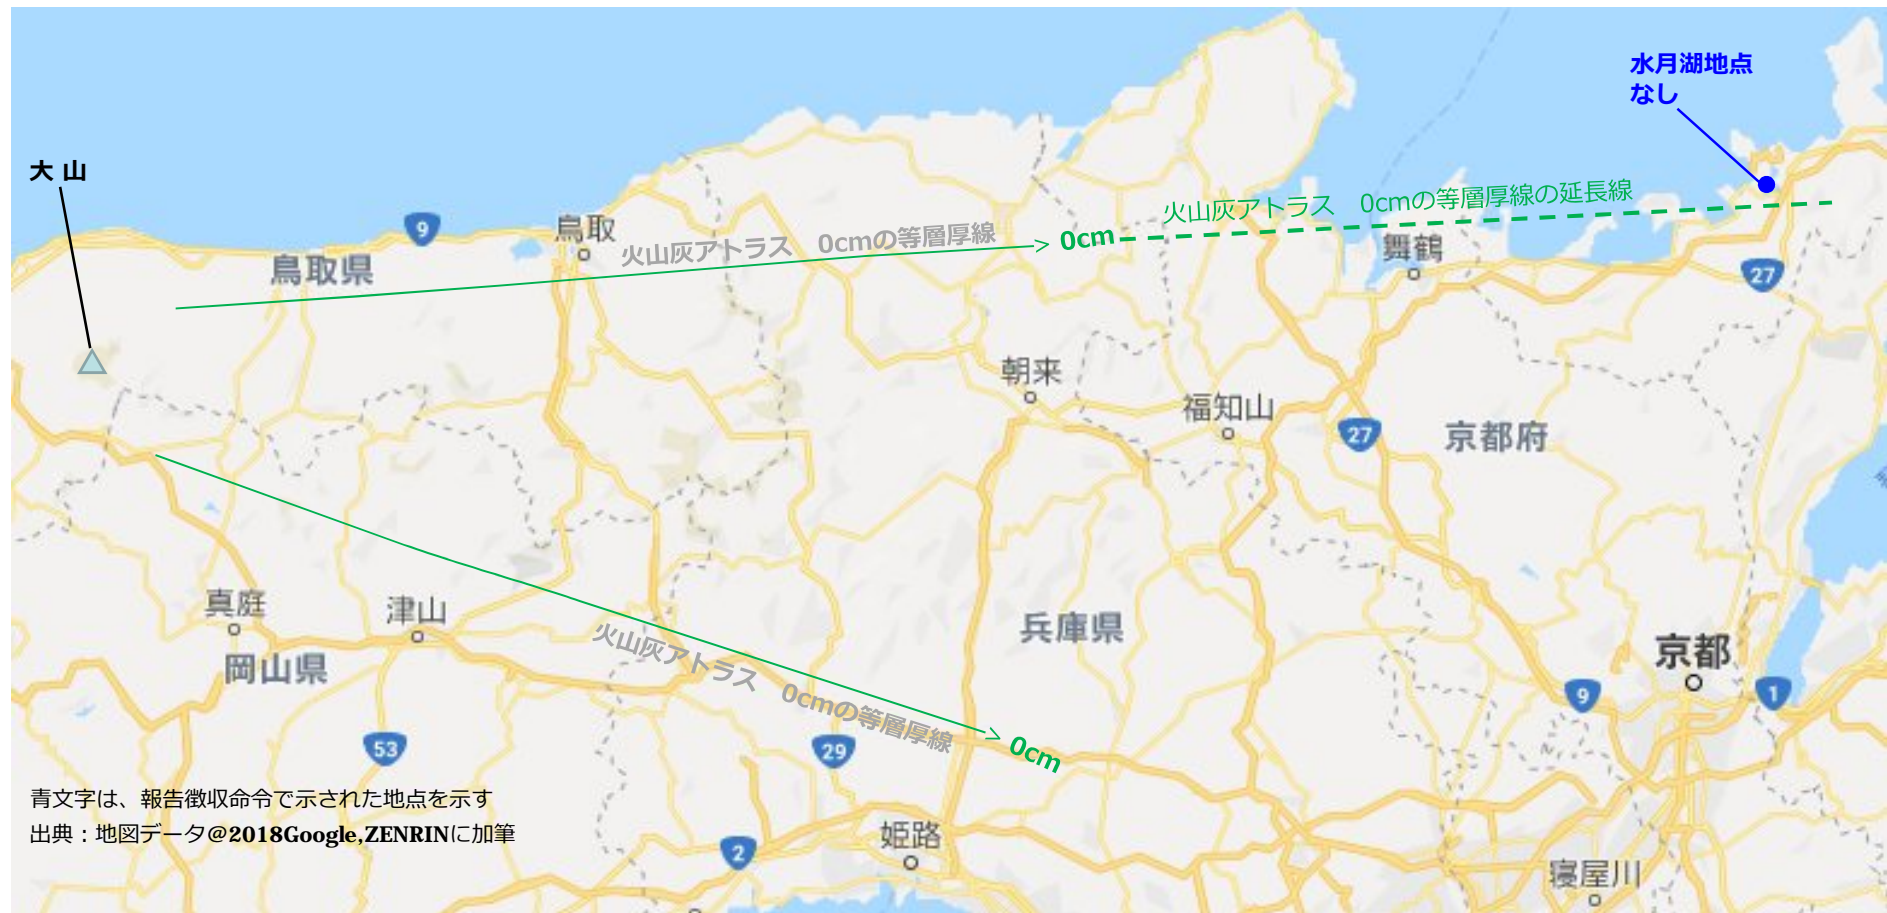 水月湖地点
なし
大 山
火山灰アトラス　0cmの等層厚線の延長線
9
鳥取
火山灰アトラス　0cmの等層厚線
0cm
舞鶴
鳥取県
27
朝来
福知山
27
京都府
真庭
津山
兵庫県
火山灰アトラス　0cmの等層厚線
岡山県
京都
9
1
0cm
53
29
青文字は、報告徴収命令で示された地点を示す
出典：地図データ@2018Google,ZENRINに加筆
姫路
2
寝屋川